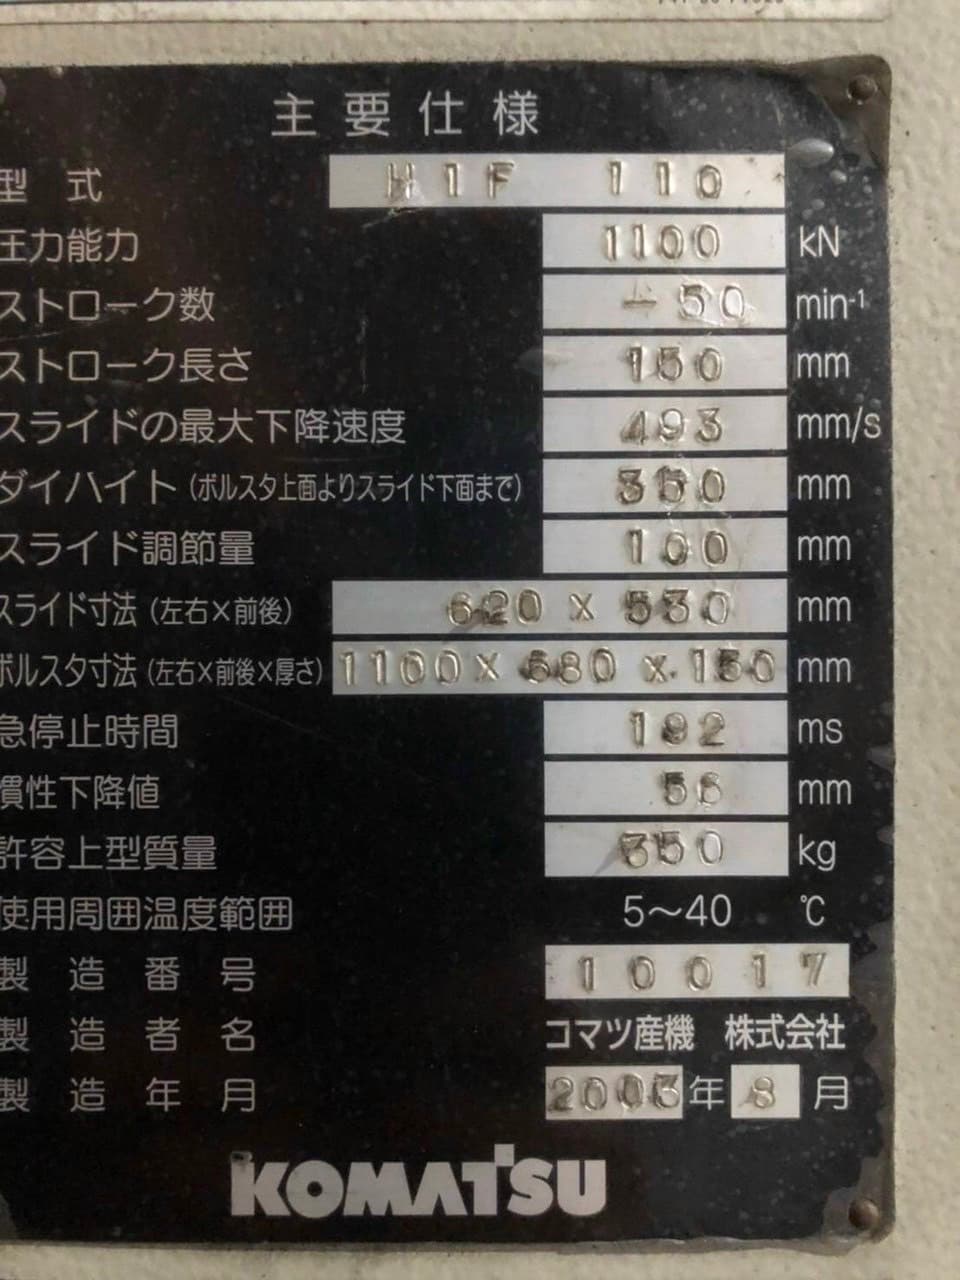 主要仕様
型式 H1F 110
圧力能力 1100 kN
ストローク数 -50 min-1
ストローク長さ 150 mm
スライドの最大下降速度 493 mm/s
ダイハイト(ボルスタ上面よりスライド下面まで) 350 mm
スライド調節量 100 mm
スライド寸法(左右×前後) 620 x 530 mm
ボルスタ寸法(左右×前後×厚さ) 1100x 680 x 150 mm
急停止時間 192 ms
慣性下降値 56 mm
許容上型質量 350 kg
使用周囲温度範囲 5〜40 ℃
製造番号 10017
製造者名 コマツ産機 株式会社
製造年月 2003年 8月
KOMATSU